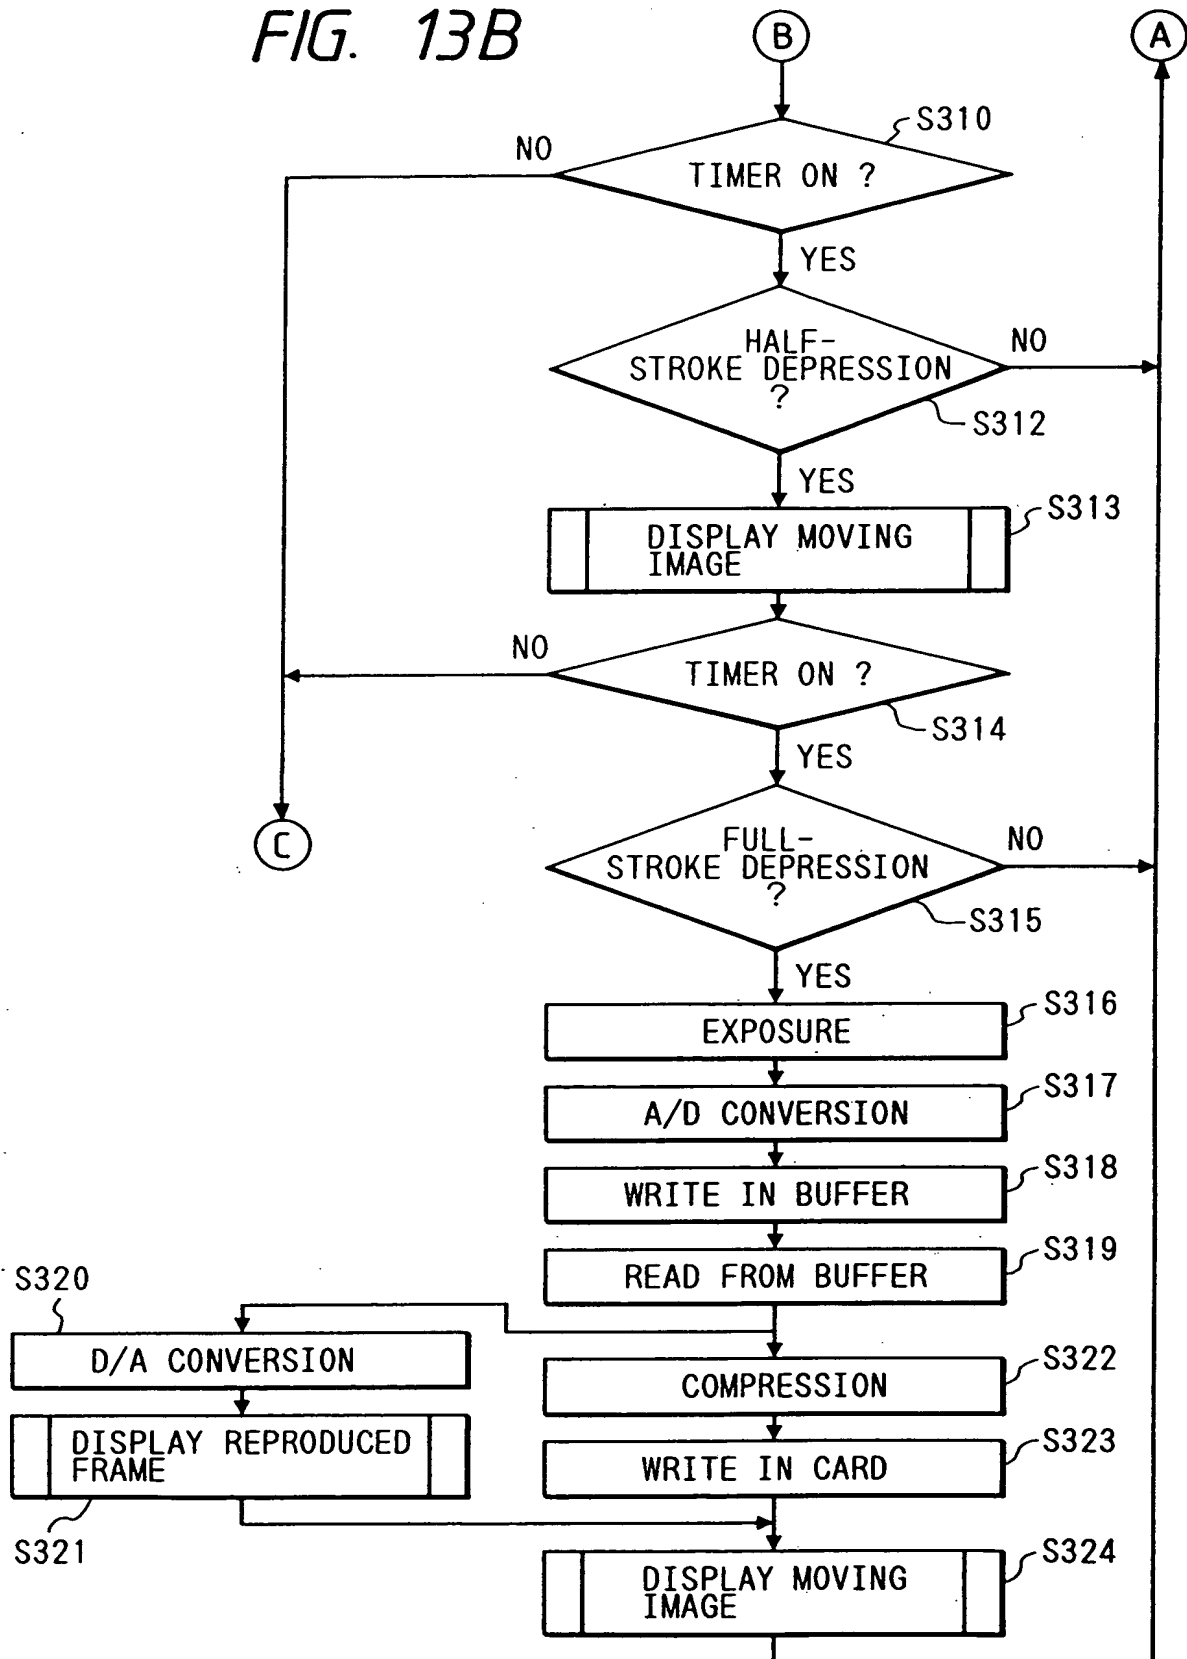 FIG. 13B
B
A
S310
NO
TIMER ON ?
YES
HALF-
STROKE DEPRESSION
?
NO
S312
YES
S313
DISPLAY MOVING
IMAGE
NO
TIMER ON ?
S314
YES
C
FULL-
STROKE DEPRESSION
?
NO
S315
YES
S316
EXPOSURE
S317
A/D CONVERSION
S318
WRITE IN BUFFER
S319
READ FROM BUFFER
S320
D/A CONVERSION
S322
COMPRESSION
DISPLAY REPRODUCED
FRAME
S323
WRITE IN CARD
S321
S324
DISPLAY MOVING
IMAGE